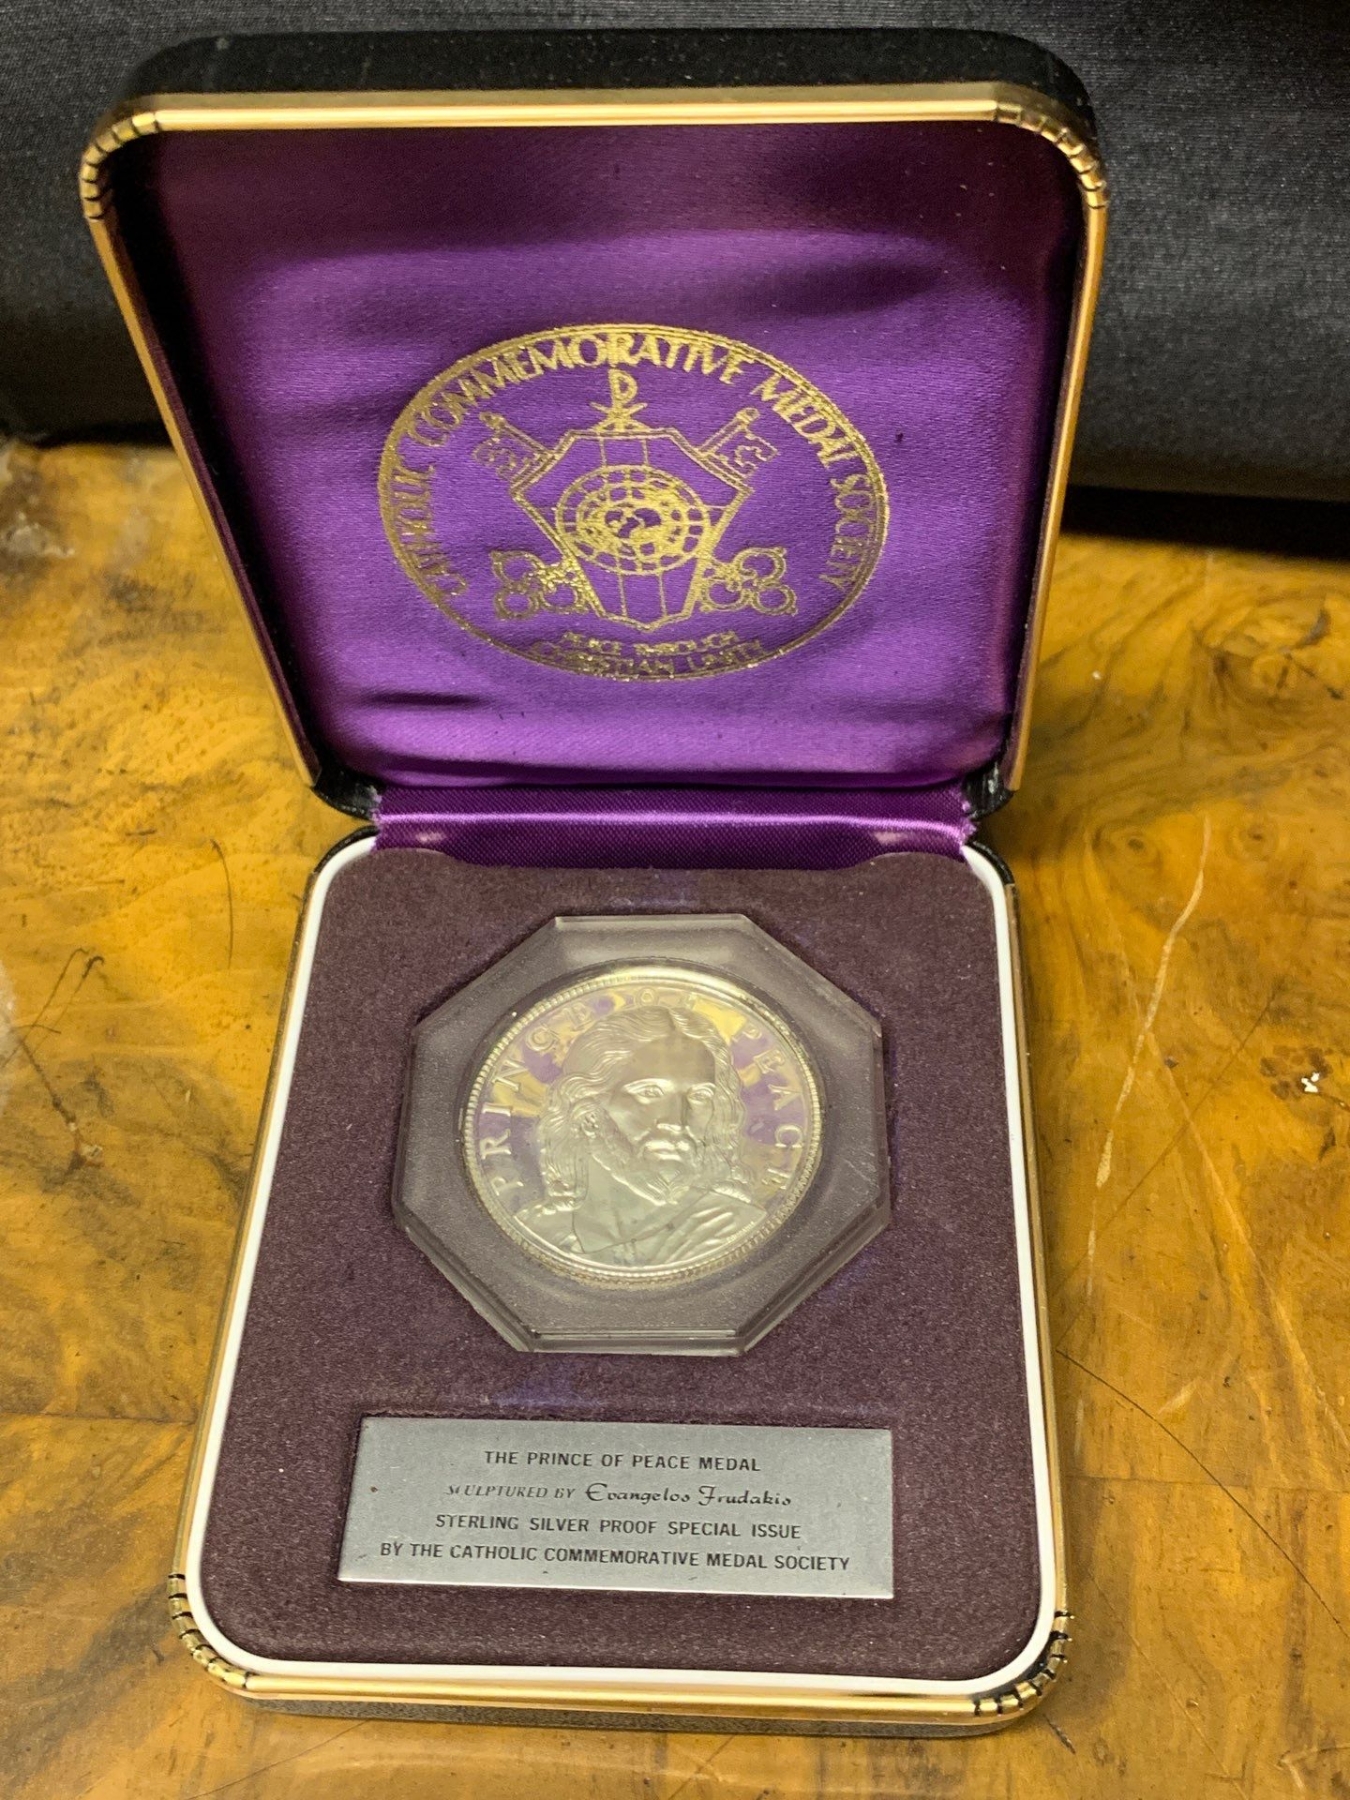 CATHOLIC COMMEMORATIVE MEDAL SOCIETY
PEACE THROUGH
CHRISTIAN UNITY
PRINCE OF PEACE
THE PRINCE OF PEACE MEDAL
SCULPTURED BY Evangelos Frudakis
STERLING SILVER PROOF SPECIAL ISSUE
BY THE CATHOLIC COMMEMORATIVE MEDAL SOCIETY